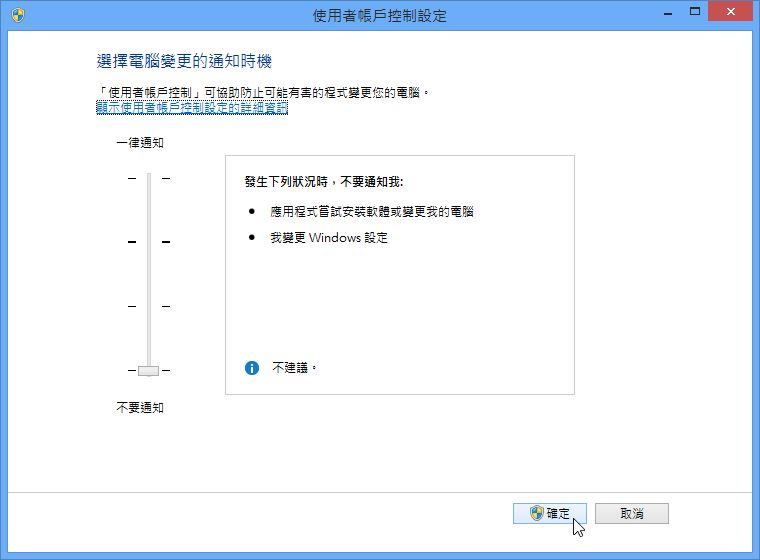 使用者帳戶控制設定
選擇電腦變更的通知時機
「使用者帳戶控制」可協助防止可能有害的程式變更您的電腦。
顯示使用者帳戶控制設定的詳細資訊
一律通知
發生下列狀況時，不要通知我:
● 應用程式嘗試安裝軟體或變更我的電腦
● 我變更 Windows 設定
不建議。
不要通知
確定
取消